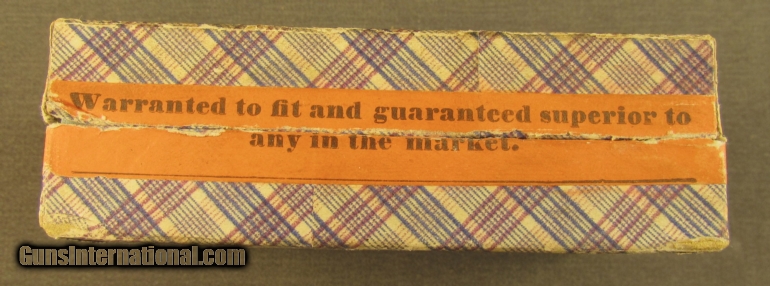 Warranted to fit and guaranteed superior to
any in the market.
GunsInternational.com